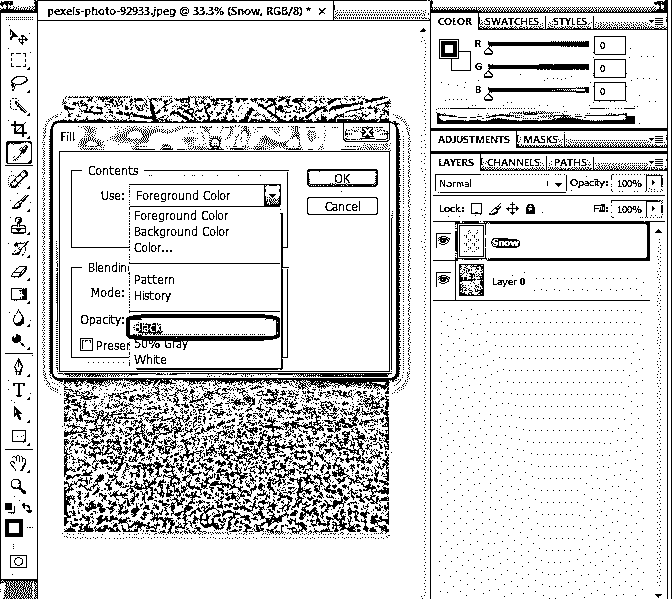 pexels-photo-92933.jpeg @ 33.3% (Snow, RGB/8) * ×
COLOR SWATCHES STYLES
R 0
G 0
B 0
ADJUSTMENTS MASKS
LAYERS CHANNELS PATHS
Normal Opacity: 100%
Lock: Fill: 100%
Snow
Layer 0
Fill
Contents
Use: Foreground Color
OK
Cancel
Foreground Color
Background Color
Color...
Pattern
History
Black
50% Gray
White
Blending
Mode:
Opacity:
Preser